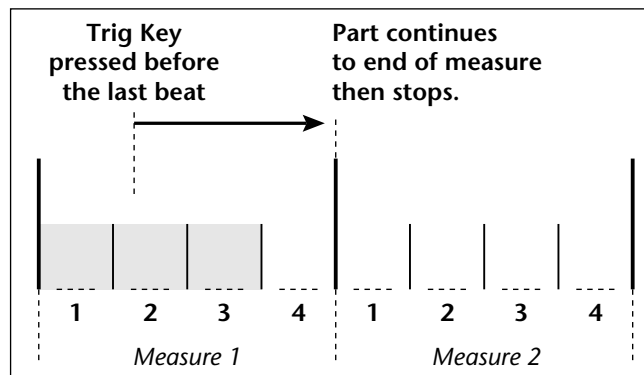 Trig Key
pressed before
the last beat
Part continues
to end of measure
then stops.
1 2 3 4 1 2 3 4
Measure 1 Measure 2